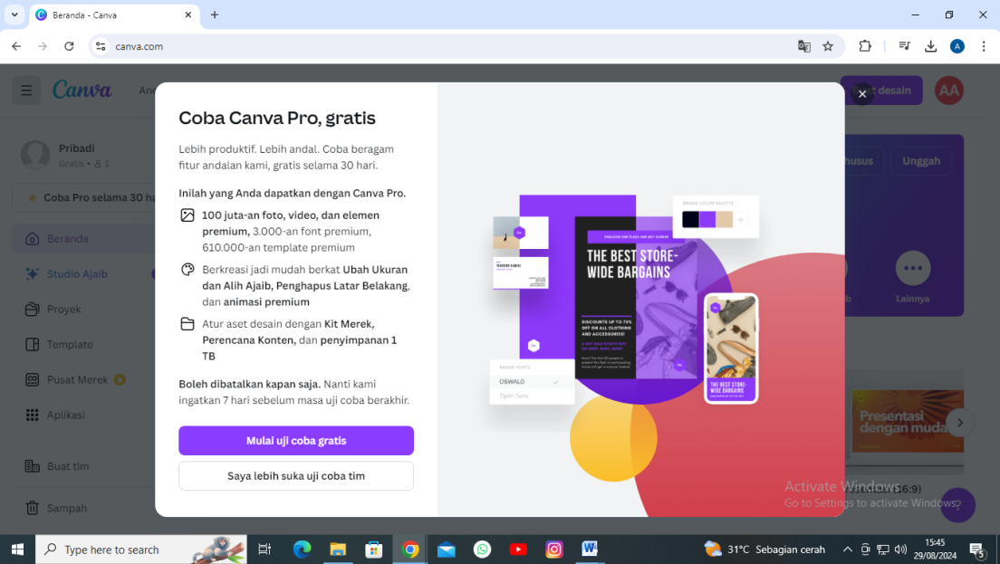 Beranda - Canva
canva.com
A
Canva
desain
AA
Pribadi
Gratis • 1
Coba Pro selama 30 ha
Beranda
Studio Ajaib
Proyek
Template
Pusat Merek
Aplikasi
Buat tim
Sampah
Coba Canva Pro, gratis
Lebih produktif. Lebih andal. Coba beragam
fitur andalan kami, gratis selama 30 hari.
Inilah yang Anda dapatkan dengan Canva Pro.
100 juta-an foto, video, dan elemen
premium, 3.000-an font premium,
610.000-an template premium
Berkreasi jadi mudah berkat Ubah Ukuran
dan Alih Ajaib, Penghapus Latar Belakang,
dan animasi premium
Atur aset desain dengan Kit Merek,
Perencana Konten, dan penyimpanan 1
TB
Boleh dibatalkan kapan saja. Nanti kami
ingatkan 7 hari sebelum masa uji coba berakhir.
Mulai uji coba gratis
Saya lebih suka uji coba tim
BRAND COLOR PALETTE
PARAGON ONE PLAZA AND GET GARDEN
THE BEST STORE-
WIDE BARGAINS
DISCOUNTS UP TO 70%
OFF ON ALL CLOTHING
AND ACCESSORIES!
BRAND FONTS
OSWALD
Open Sans
THE BEST STORE-
WIDE BARGAINS
husus
Unggah
Lainnya
Presentasi
dengan muda
(16:9)
?
Activate Windows
Go to Settings to activate Windows.
Type here to search
31°C Sebagian cerah
15:45
29/08/2024
5